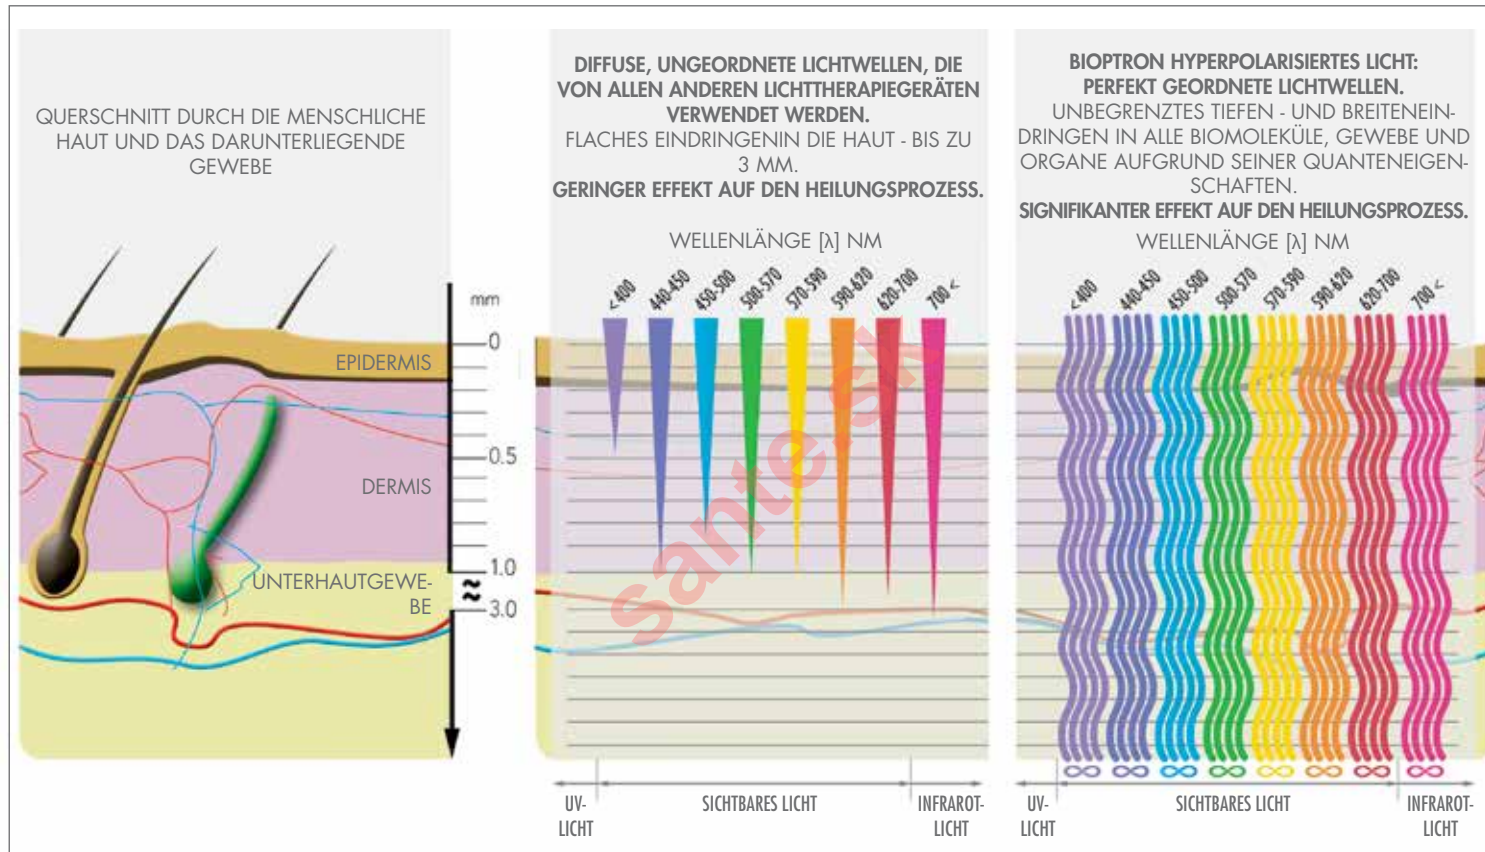 QUERSCHNITT DURCH DIE MENSCHLICHE
HAUT UND DAS DARUNTERLIEGENDE
GEWEBE
mm
0
EPIDERMIS
0.5
DERMIS
1.0
UNTERHAUTGEWE-
BE
3.0
DIFFUSE, UNGEORDNETE LICHTWELLEN, DIE
VON ALLEN ANDEREN LICHTTHERAPIEGERÄTEN
VERWENDET WERDEN.
FLACHES EINDRINGENIN DIE HAUT - BIS ZU
3 MM.
GERINGER EFFEKT AUF DEN HEILUNGSPROZESS.
WELLENLÄNGE [λ] NM
< 400
440-450
450-500
500-570
570-590
590-620
620-700
700 <
UV-
LICHT
SICHTBARES LICHT
INFRAROT-
LICHT
BIOPTRON HYPERPOLARISIERTES LICHT:
PERFEKT GEORDNETE LICHTWELLEN.
UNBEGRENZTES TIEFEN - UND BREITENEIN-
DRINGEN IN ALLE BIOMOLEKÜLE, GEWEBE UND
ORGANE AUFGRUND SEINER QUANTENEIGEN-
SCHAFTEN.
SIGNIFIKANTER EFFEKT AUF DEN HEILUNGSPROZESS.
WELLENLÄNGE [λ] NM
< 400
440-450
450-500
500-570
570-590
590-620
620-700
700 <
∞ ∞ ∞ ∞ ∞ ∞ ∞ ∞
UV-
LICHT
SICHTBARES LICHT
INFRAROT-
LICHT
sante.sk